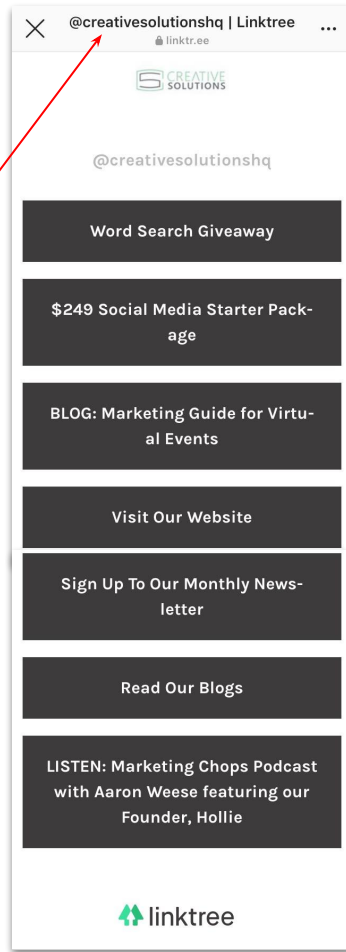 @creativesolutionshq | Linktree
linktr.ee
CREATIVE
SOLUTIONS
@creativesolutionshq
Word Search Giveaway
$249 Social Media Starter Pack-
age
BLOG: Marketing Guide for Virtu-
al Events
Visit Our Website
Sign Up To Our Monthly News-
letter
Read Our Blogs
LISTEN: Marketing Chops Podcast
with Aaron Weese featuring our
Founder, Hollie
linktree